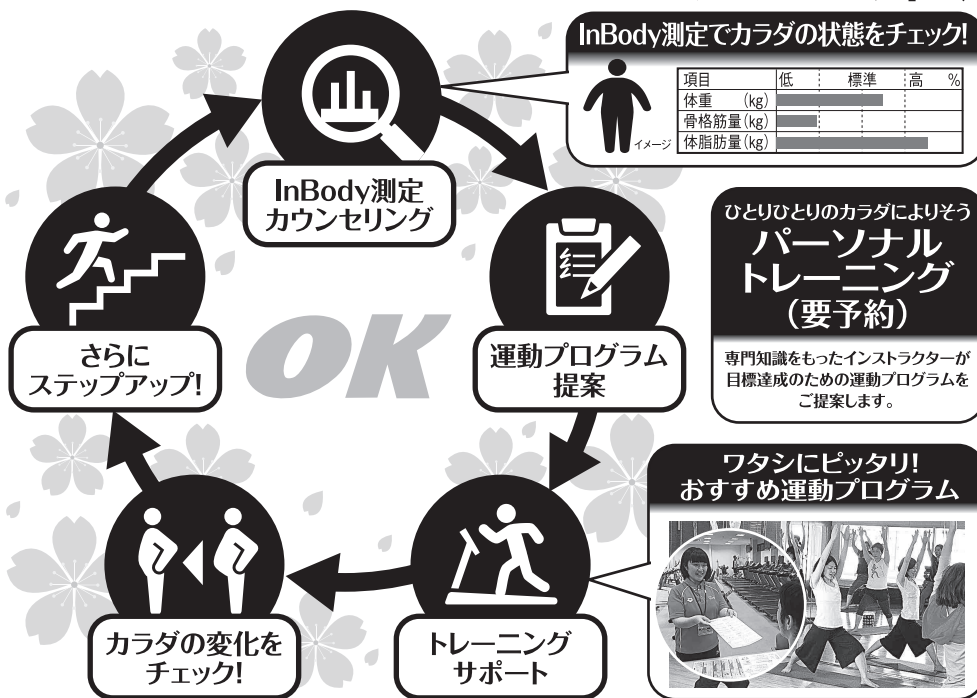 InBody測定でカラダの状態をチェック!
項目 低 標準 高 %
体重 (kg)
骨格筋量(kg)
体脂肪量(kg)
イメージ
InBody測定
カウンセリング
ひとりひとりのカラダによりそう
パーソナル
トレーニング
(要予約)
専門知識をもったインストラクターが
目標達成のための運動プログラムを
ご提案します。
さらに
ステップアップ!
OK
運動プログラム
提案
ワタシにピッタリ!
おすすめ運動プログラム
カラダの変化を
チェック!
トレーニング
サポート